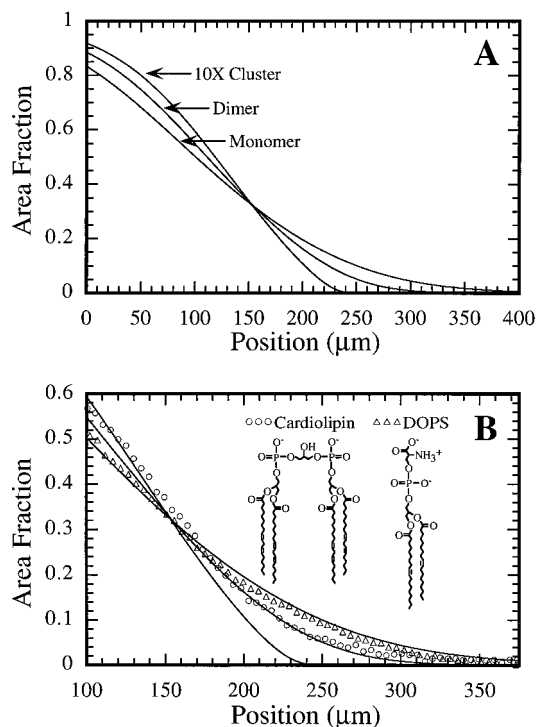 A
1
0.8
0.6
0.4
0.2
0
Area Fraction
10X Cluster
Dimer
Monomer
0 50 100 150 200 250 300 350 400
Position (μm)
B
0.6
0.5
0.4
0.3
0.2
0.1
0
Area Fraction
Cardiolipin DOPS
O- OH O-
O=P-O O-P=O
O O
O O O O
O O O O
O-
O NH3+
O
O=P-O-
O
O O
O O
100 150 200 250 300 350
Position (μm)